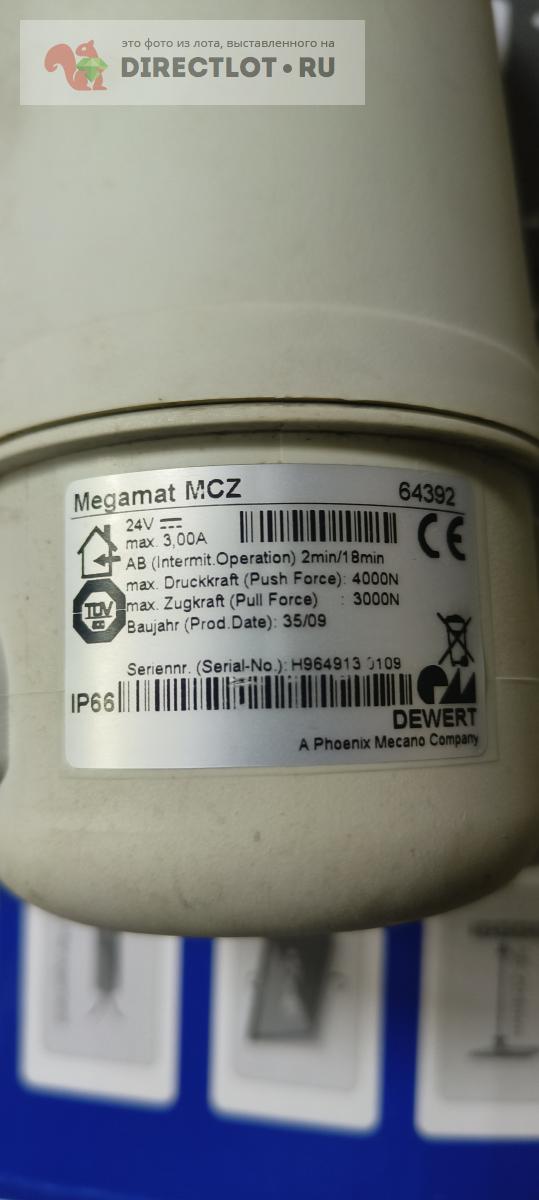 это фото из лота, выставленного на
DIRECTLOT•RU
Megamat MCZ 64392
24V
max. 3,00A
AB (Intermit.Operation) 2min/18min
max. Druckkraft (Push Force): 4000N
max. Zugkraft (Pull Force) : 3000N
Baujahr (Prod.Date): 35/09
TÜV
CE
Seriennr. (Serial-No.): H964913 0109
IP66
DEWERT
A Phoenix Mecano Company